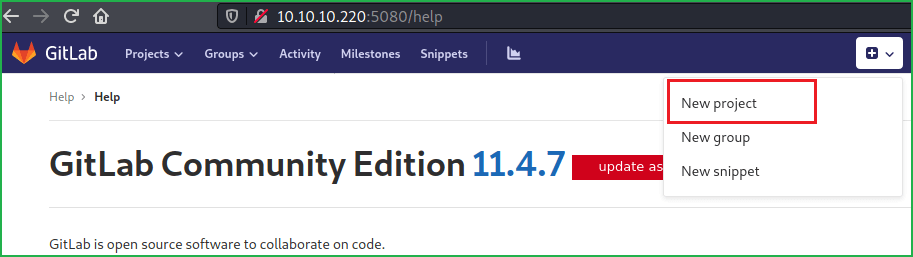 10.10.10.220:5080/help
GitLab Projects Groups Activity Milestones Snippets
Help › Help
New project
New group
New snippet
GitLab Community Edition 11.4.7 update as
GitLab is open source software to collaborate on code.